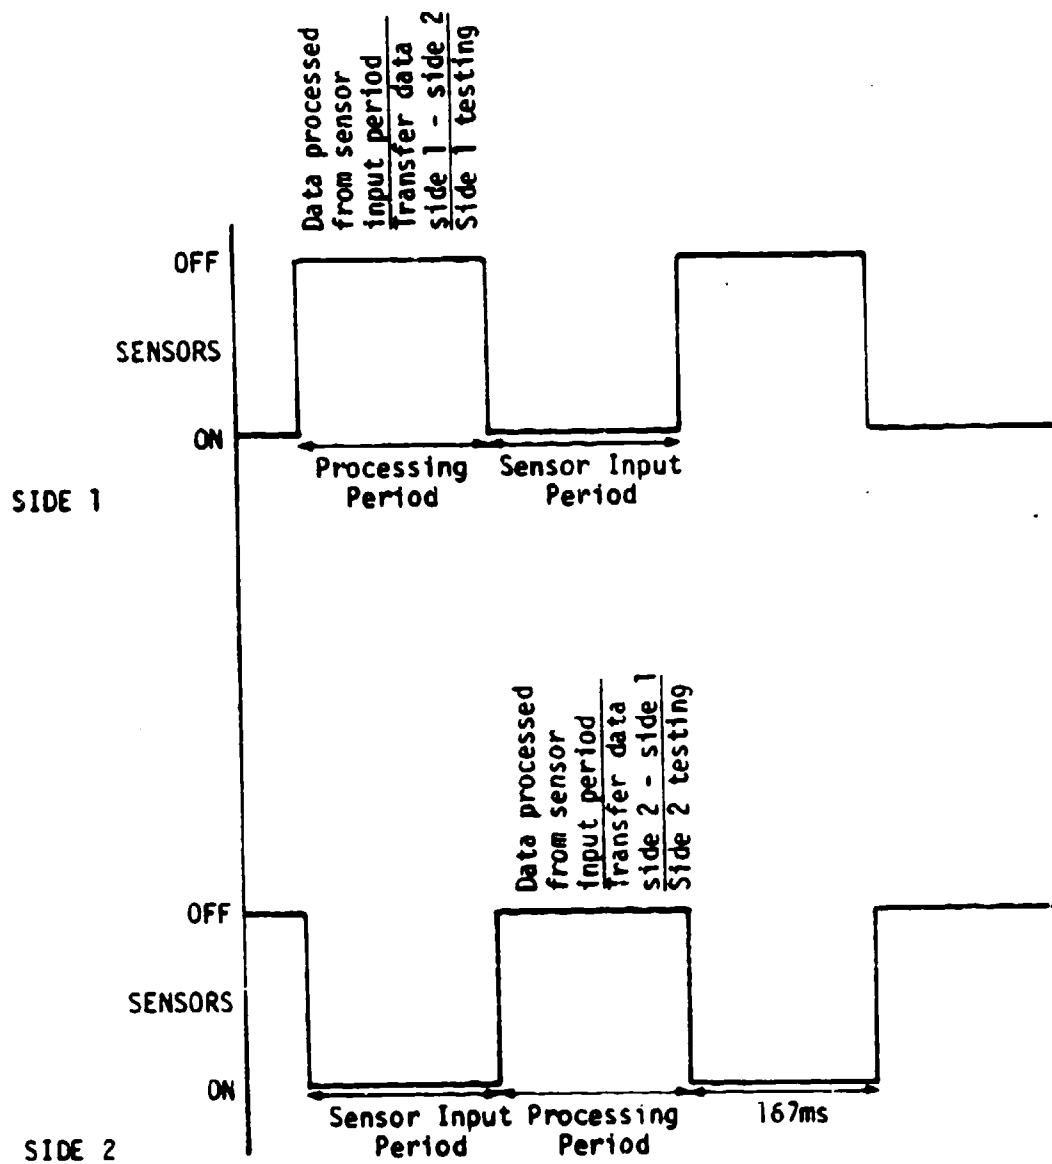 Data processed
from sensor
input period
Transfer data
side 1 - side 2
Side 1 testing
OFF
SENSORS
ON
Processing
Period
Sensor Input
Period
SIDE 1
Data processed
from sensor
input period
Transfer data
side 2 - side 1
Side 2 testing
OFF
SENSORS
ON
Sensor Input
Period
Processing
Period
167ms
SIDE 2